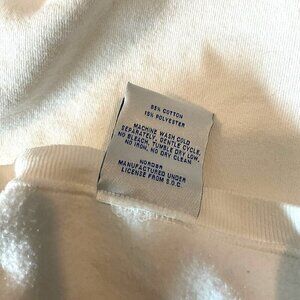 85% COTTON
15% POLYESTER
MACHINE WASH COLD
SEPARATELY, GENTLE CYCLE.
NO BLEACH, TUMBLE DRY LOW,
NO IRON, NO DRY CLEAN.
MANUFACTURED UNDER
LICENSE FROM S.O.C.